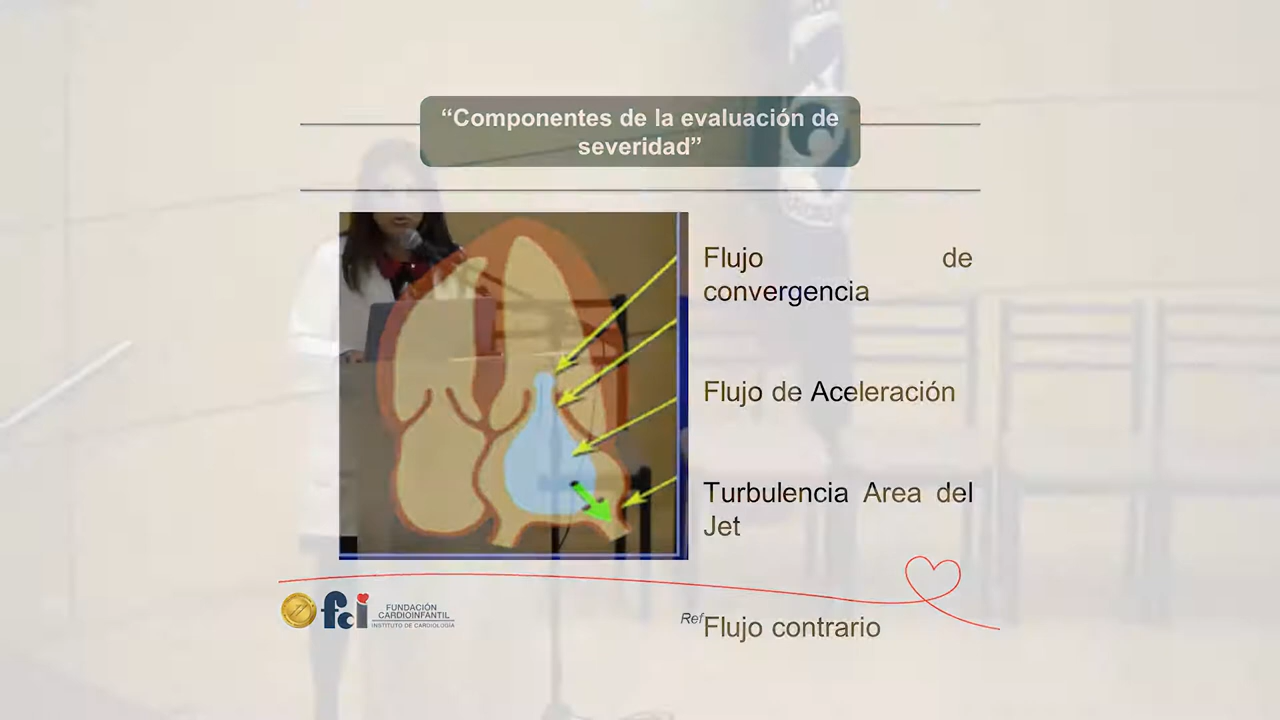 “Componentes de la evaluación de
severidad”
Flujo de
convergencia
Flujo de Aceleración
Turbulencia Area del
Jet
Flujo contrario
Ref
fci
FUNDACIÓN
CARDIOINFANTIL
INSTITUTO DE CARDIOLOGÍA